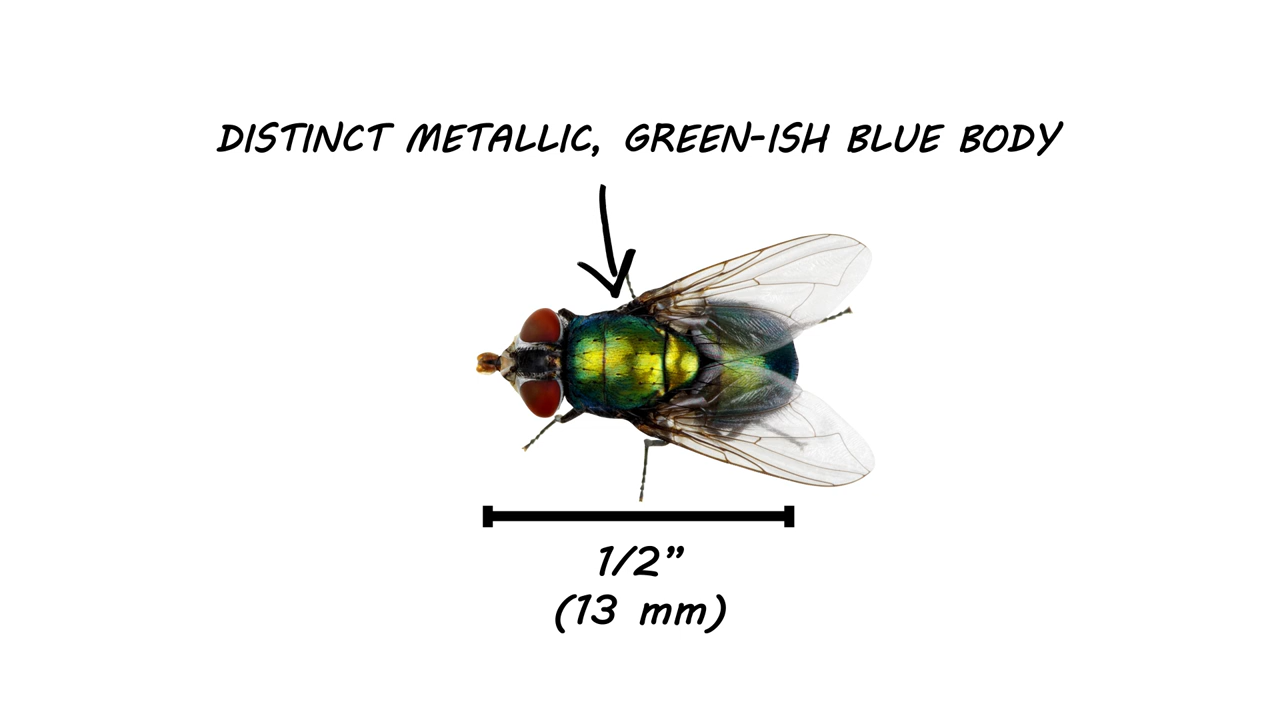 DISTINCT METALLIC, GREEN-ISH BLUE BODY
1/2”
(13 mm)